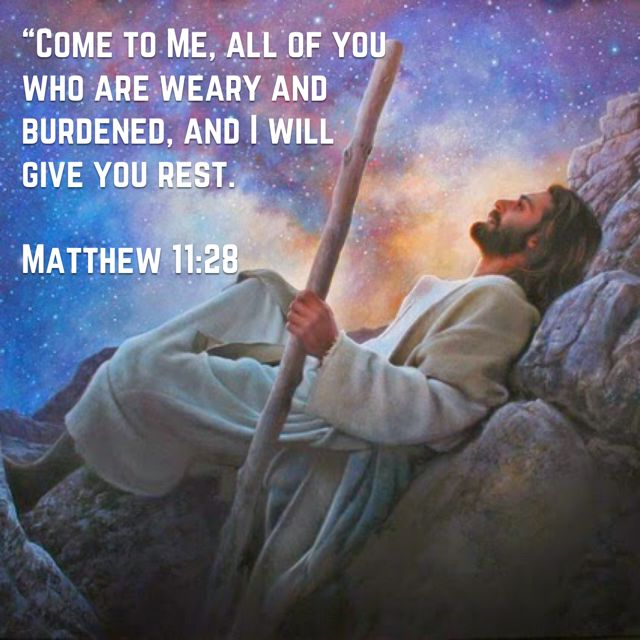 “Come to Me, all of you
who are weary and
burdened, and I will
give you rest.
Matthew 11:28